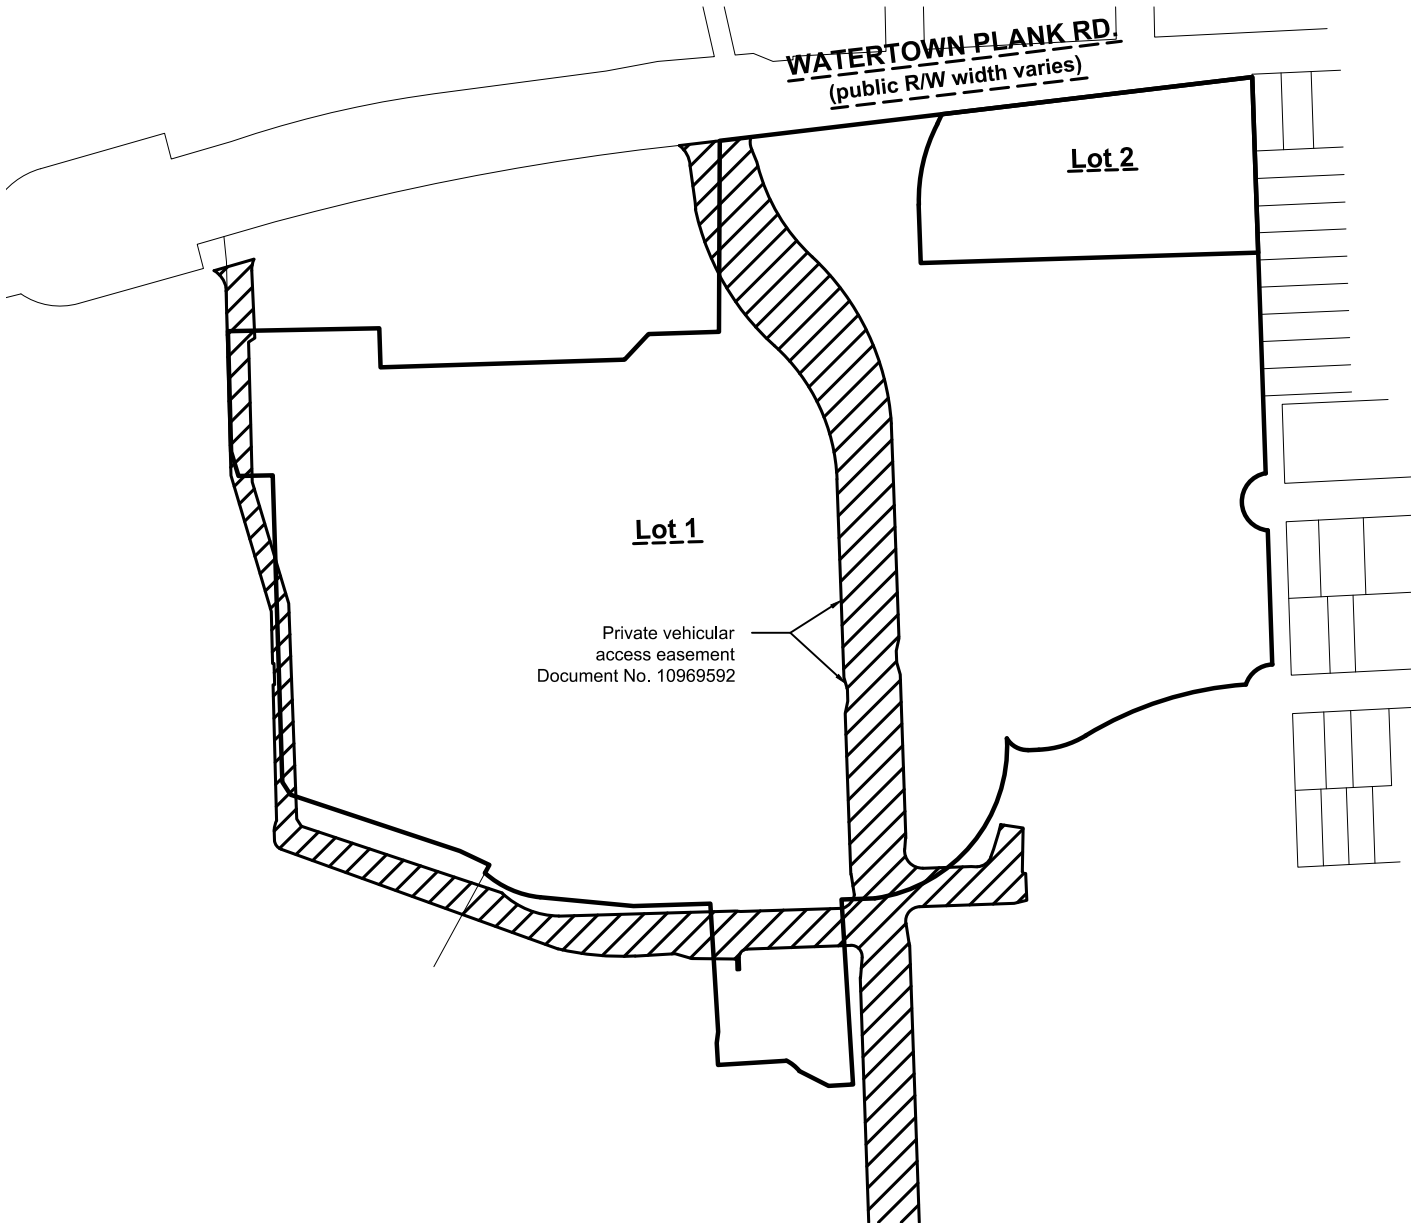 WATERTOWN PLANK RD.
(public R/W width varies)
Lot 2
Lot 1
Private vehicular
access easement
Document No. 10969592